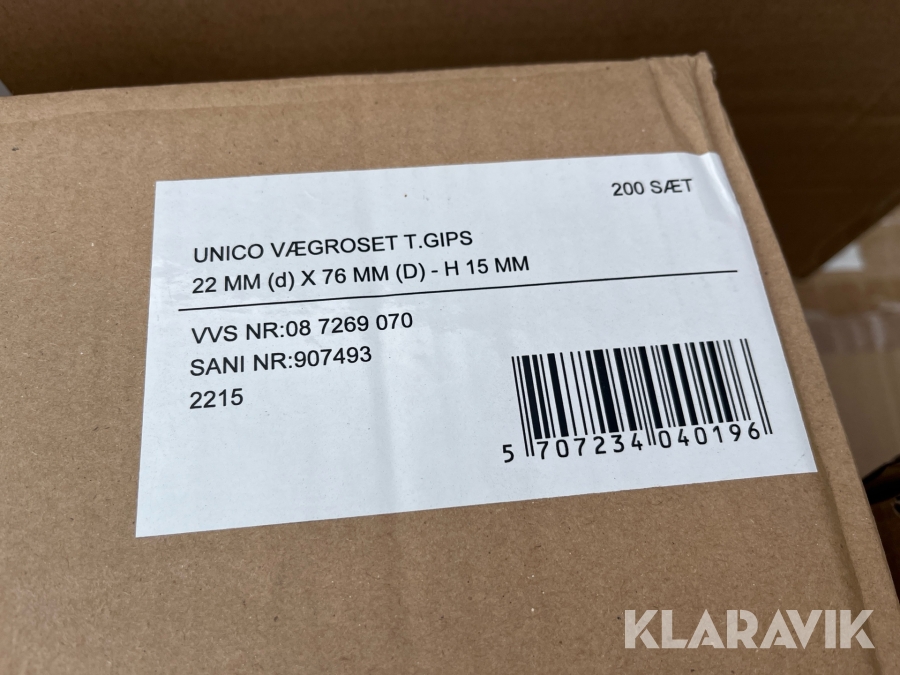 200 SÆT
UNICO VÆGROSET T.GIPS
22 MM (d) X 76 MM (D) - H 15 MM
VVS NR:08 7269 070
SANI NR:907493
2215
5 707234 040196
KLARAVIK